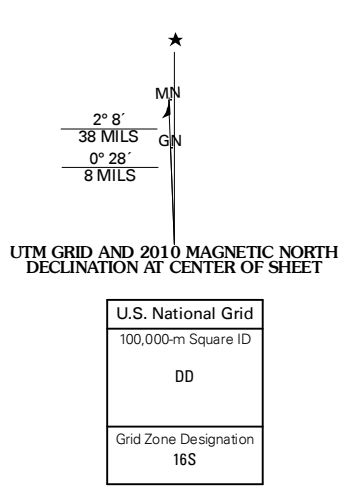 MN
2° 8´
38 MILS
GN
0° 28´
8 MILS
UTM GRID AND 2010 MAGNETIC NORTH
DECLINATION AT CENTER OF SHEET
U.S. National Grid
100,000-m Square ID
DD
Grid Zone Designation
16S